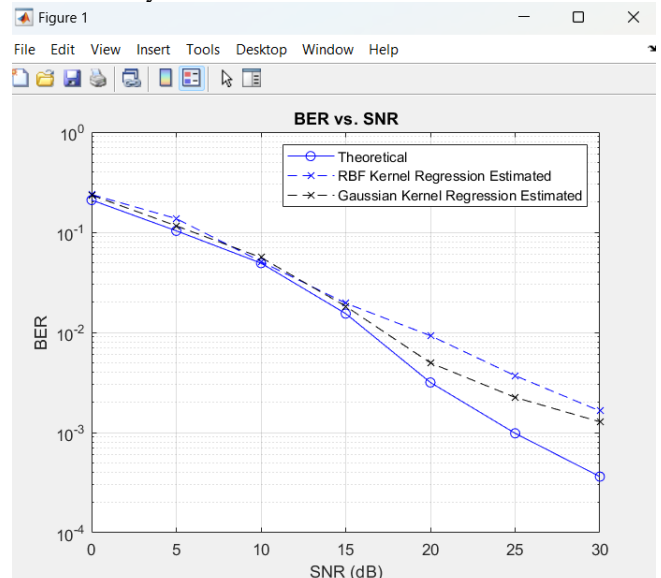 Figure 1
File Edit View Insert Tools Desktop Window Help
BER vs. SNR
Theoretical
RBF Kernel Regression Estimated
Gaussian Kernel Regression Estimated
10^0
10^-1
10^-2
10^-3
10^-4
BER
0 5 10 15 20 25 30
SNR (dB)